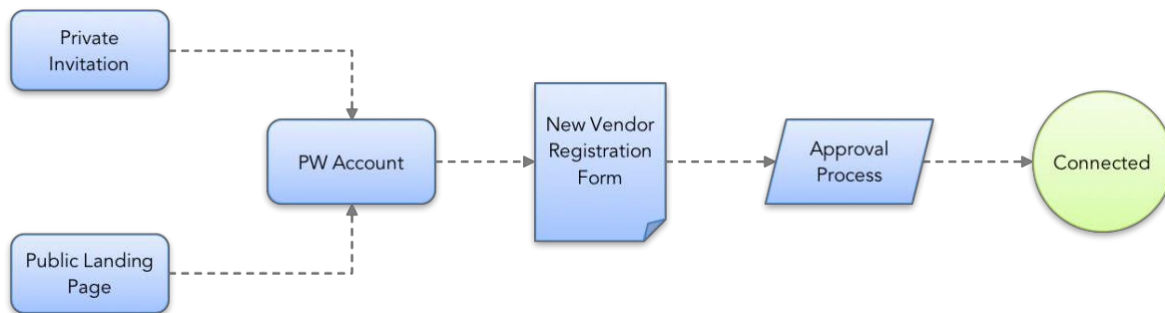 Private
Invitation
PW Account
New Vendor
Registration
Form
Approval
Process
Connected
Public Landing
Page